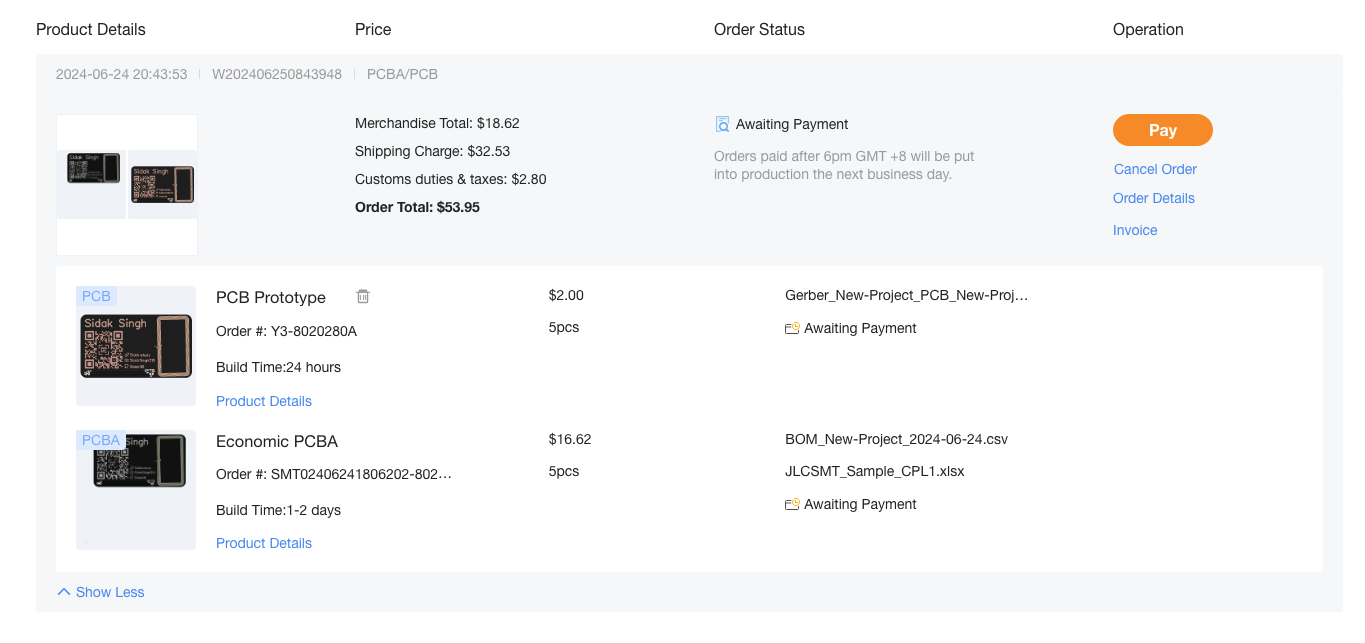 Product Details
Price
Order Status
Operation
2024-06-24 20:43:53
W202406250843948
PCBA/PCB
Sidak Singh
Sidak Singh
Merchandise Total: $18.62
Shipping Charge: $32.53
Customs duties & taxes: $2.80
Order Total: $53.95
Awaiting Payment
Orders paid after 6pm GMT +8 will be put
into production the next business day.
Pay
Cancel Order
Order Details
Invoice
PCB
Sidak Singh
PCB Prototype
Order #: Y3-8020280A
Build Time:24 hours
Product Details
$2.00
5pcs
Gerber_New-Project_PCB_New-Proj…
Awaiting Payment
PCBA
Singh
Economic PCBA
Order #: SMT02406241806202-802…
Build Time:1-2 days
Product Details
$16.62
5pcs
BOM_New-Project_2024-06-24.csv
JLCSMT_Sample_CPL1.xlsx
Awaiting Payment
Show Less